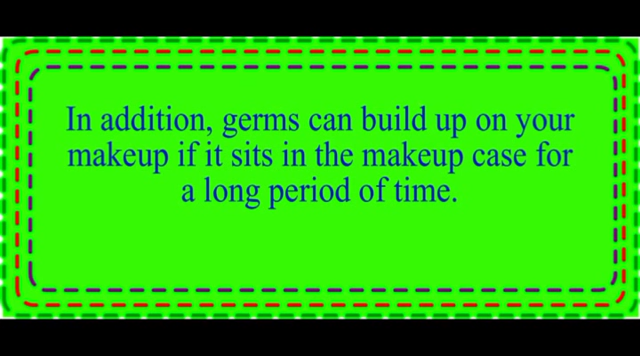 In addition, germs can build up on your
makeup if it sits in the makeup case for
a long period of time.